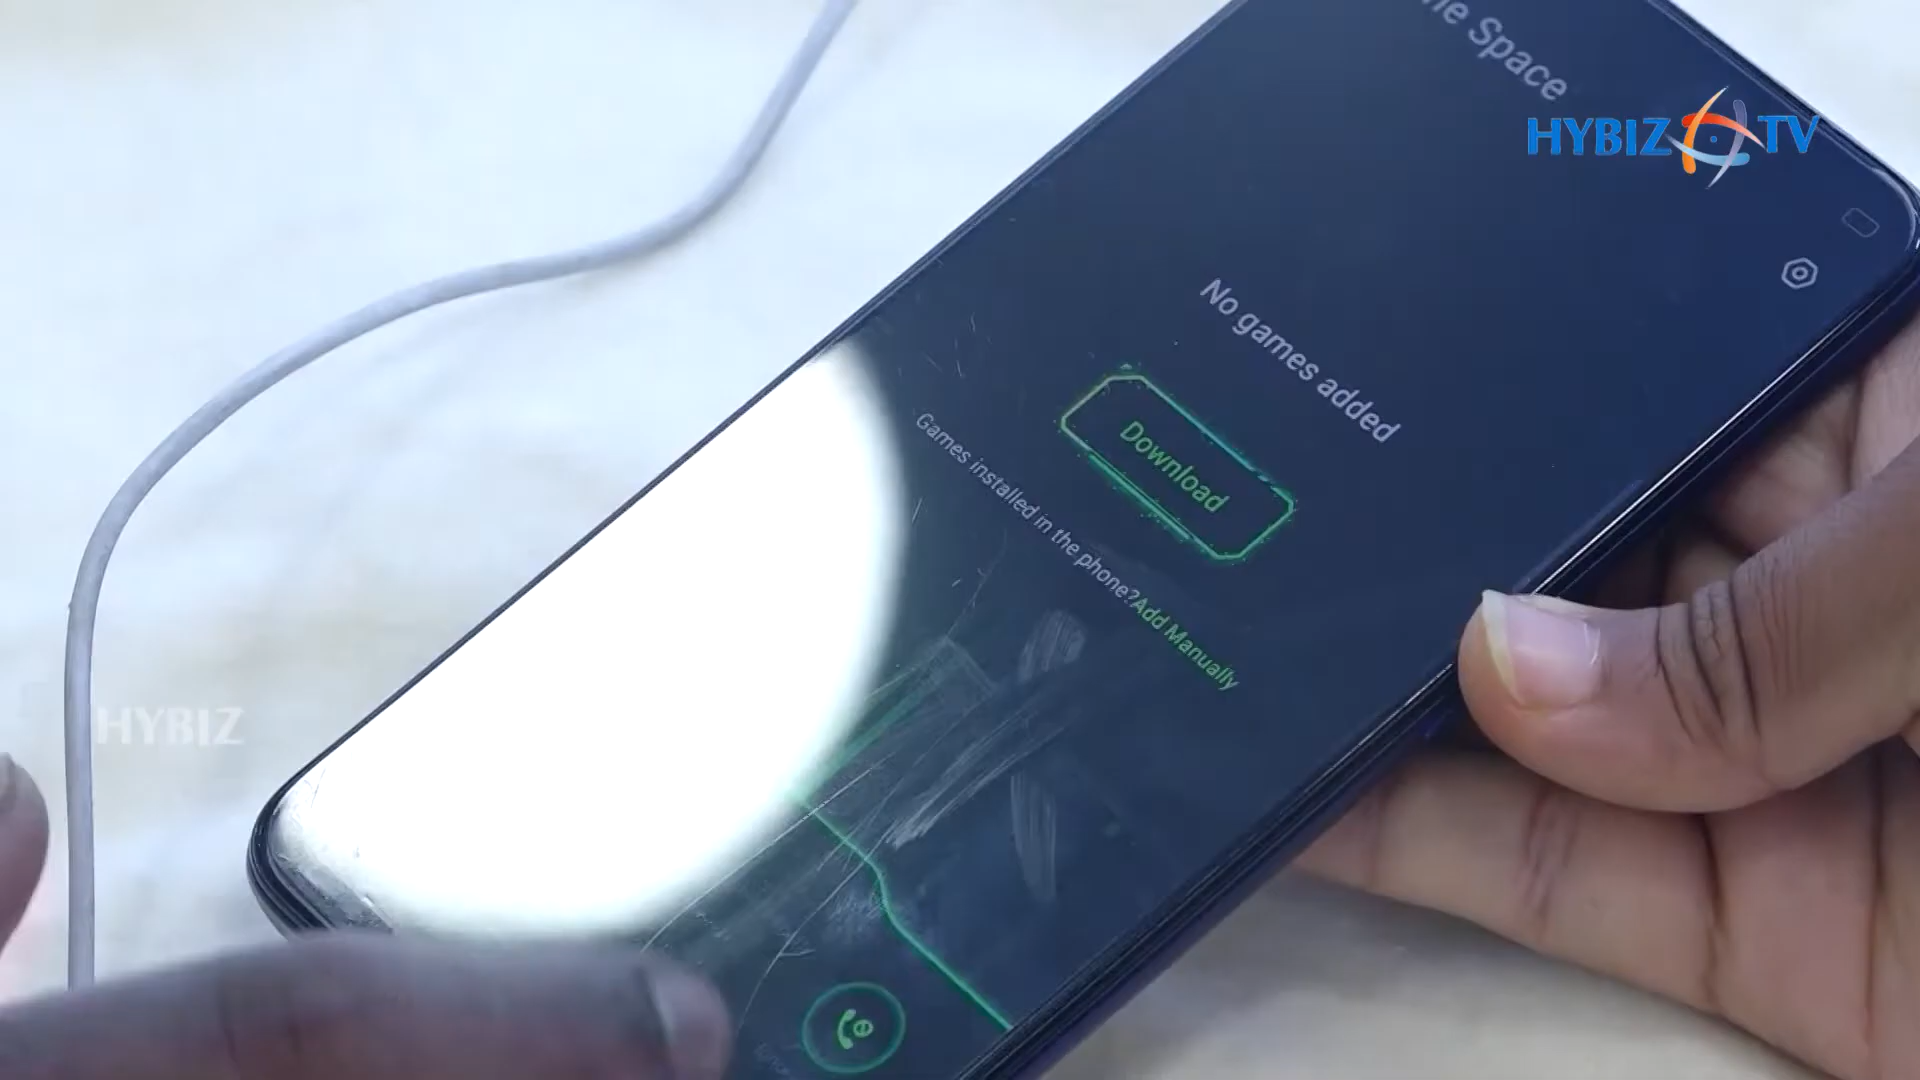 Space
HYBIZ TV
No games added
Download
Games installed in the phone?Add Manually
HYBIZ